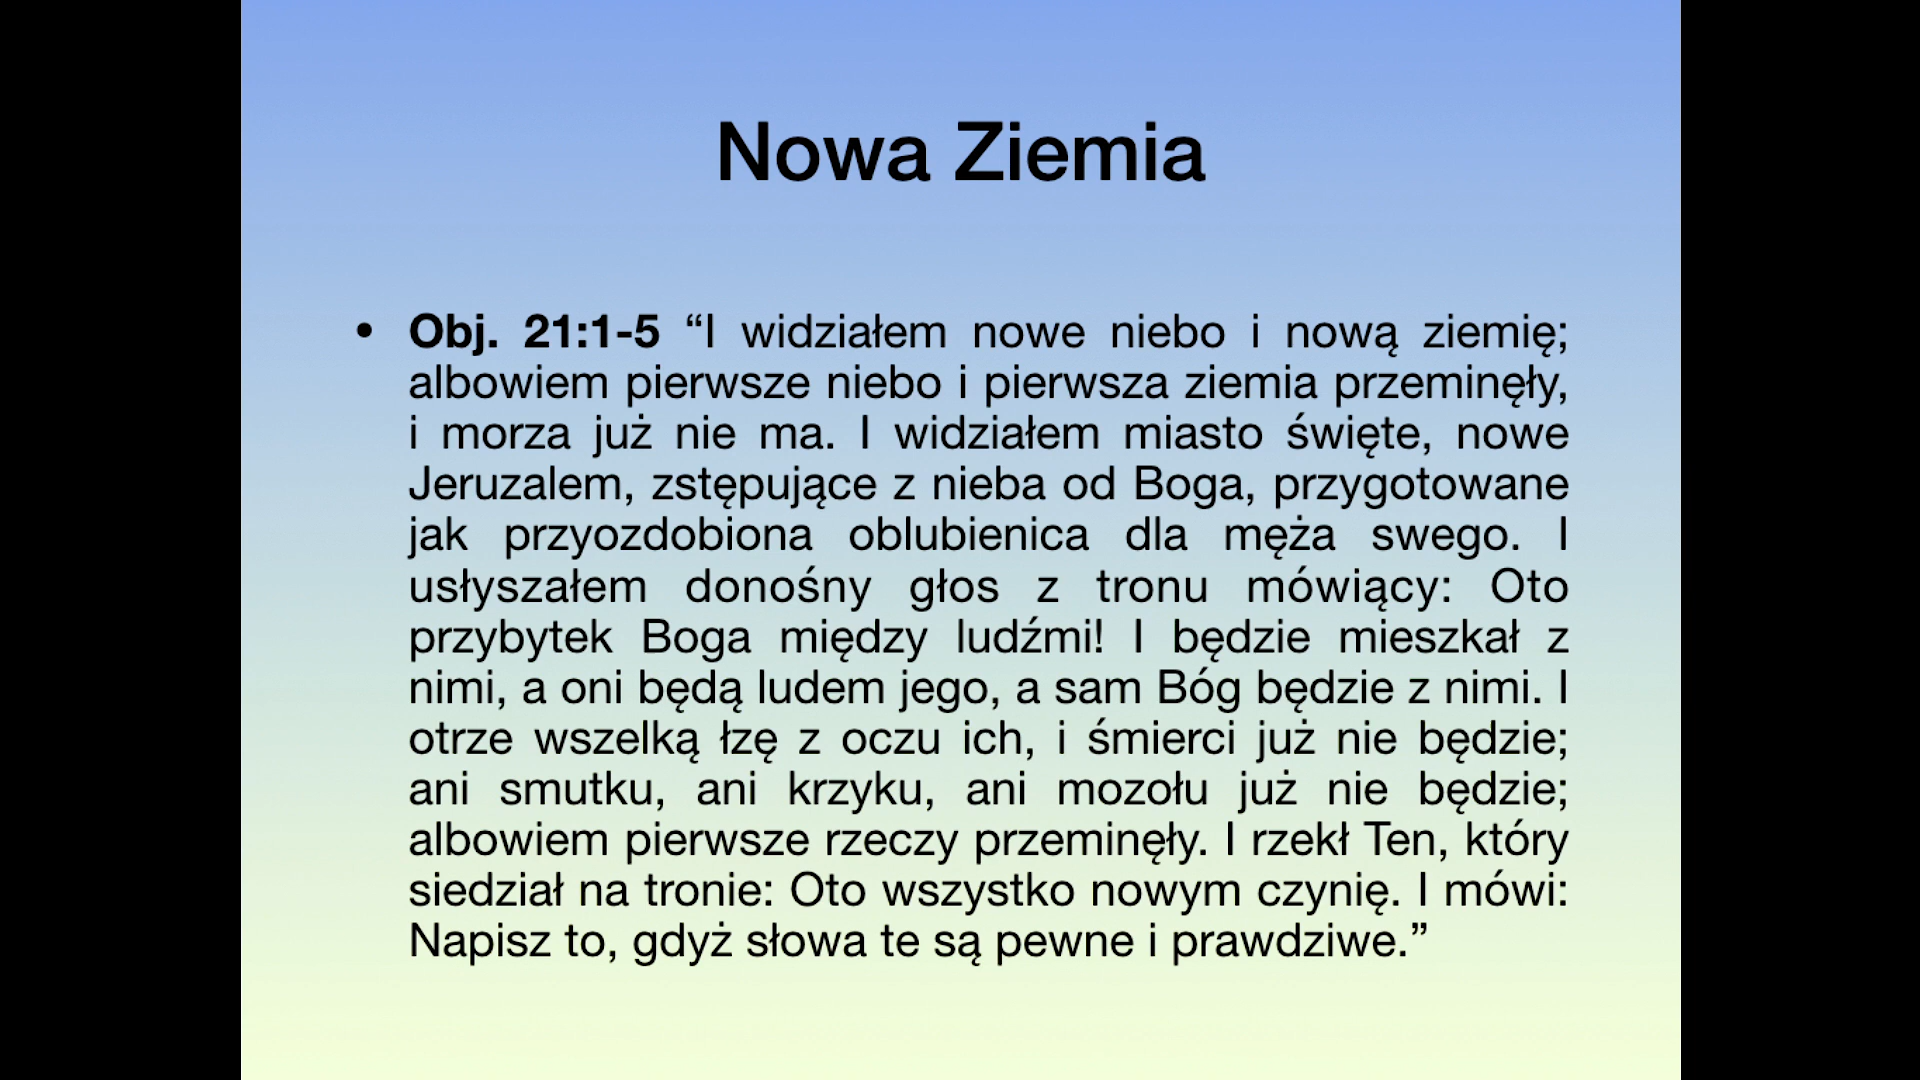 Nowa Ziemia
• Obj. 21:1-5 “I widziałem nowe niebo i nową ziemię;
albowiem pierwsze niebo i pierwsza ziemia przeminęły,
i morza już nie ma. I widziałem miasto święte, nowe
Jeruzalem, zstępujące z nieba od Boga, przygotowane
jak przyozdobiona oblubienica dla męża swego. I
usłyszałem donośny głos z tronu mówiący: Oto
przybytek Boga między ludźmi! I będzie mieszkał z
nimi, a oni będą ludem jego, a sam Bóg będzie z nimi. I
otrze wszelką łzę z oczu ich, i śmierci już nie będzie;
ani smutku, ani krzyku, ani mozołu już nie będzie;
albowiem pierwsze rzeczy przeminęły. I rzekł Ten, który
siedział na tronie: Oto wszystko nowym czynię. I mówi:
Napisz to, gdyż słowa te są pewne i prawdziwe.”